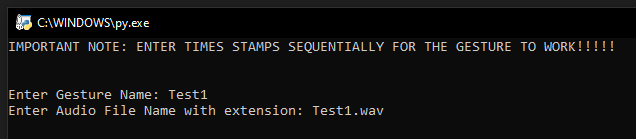 C:\WINDOWS\py.exe
IMPORTANT NOTE: ENTER TIMES STAMPS SEQUENTIALLY FOR THE GESTURE TO WORK!!!!!
Enter Gesture Name: Test1
Enter Audio File Name with extension: Test1.wav